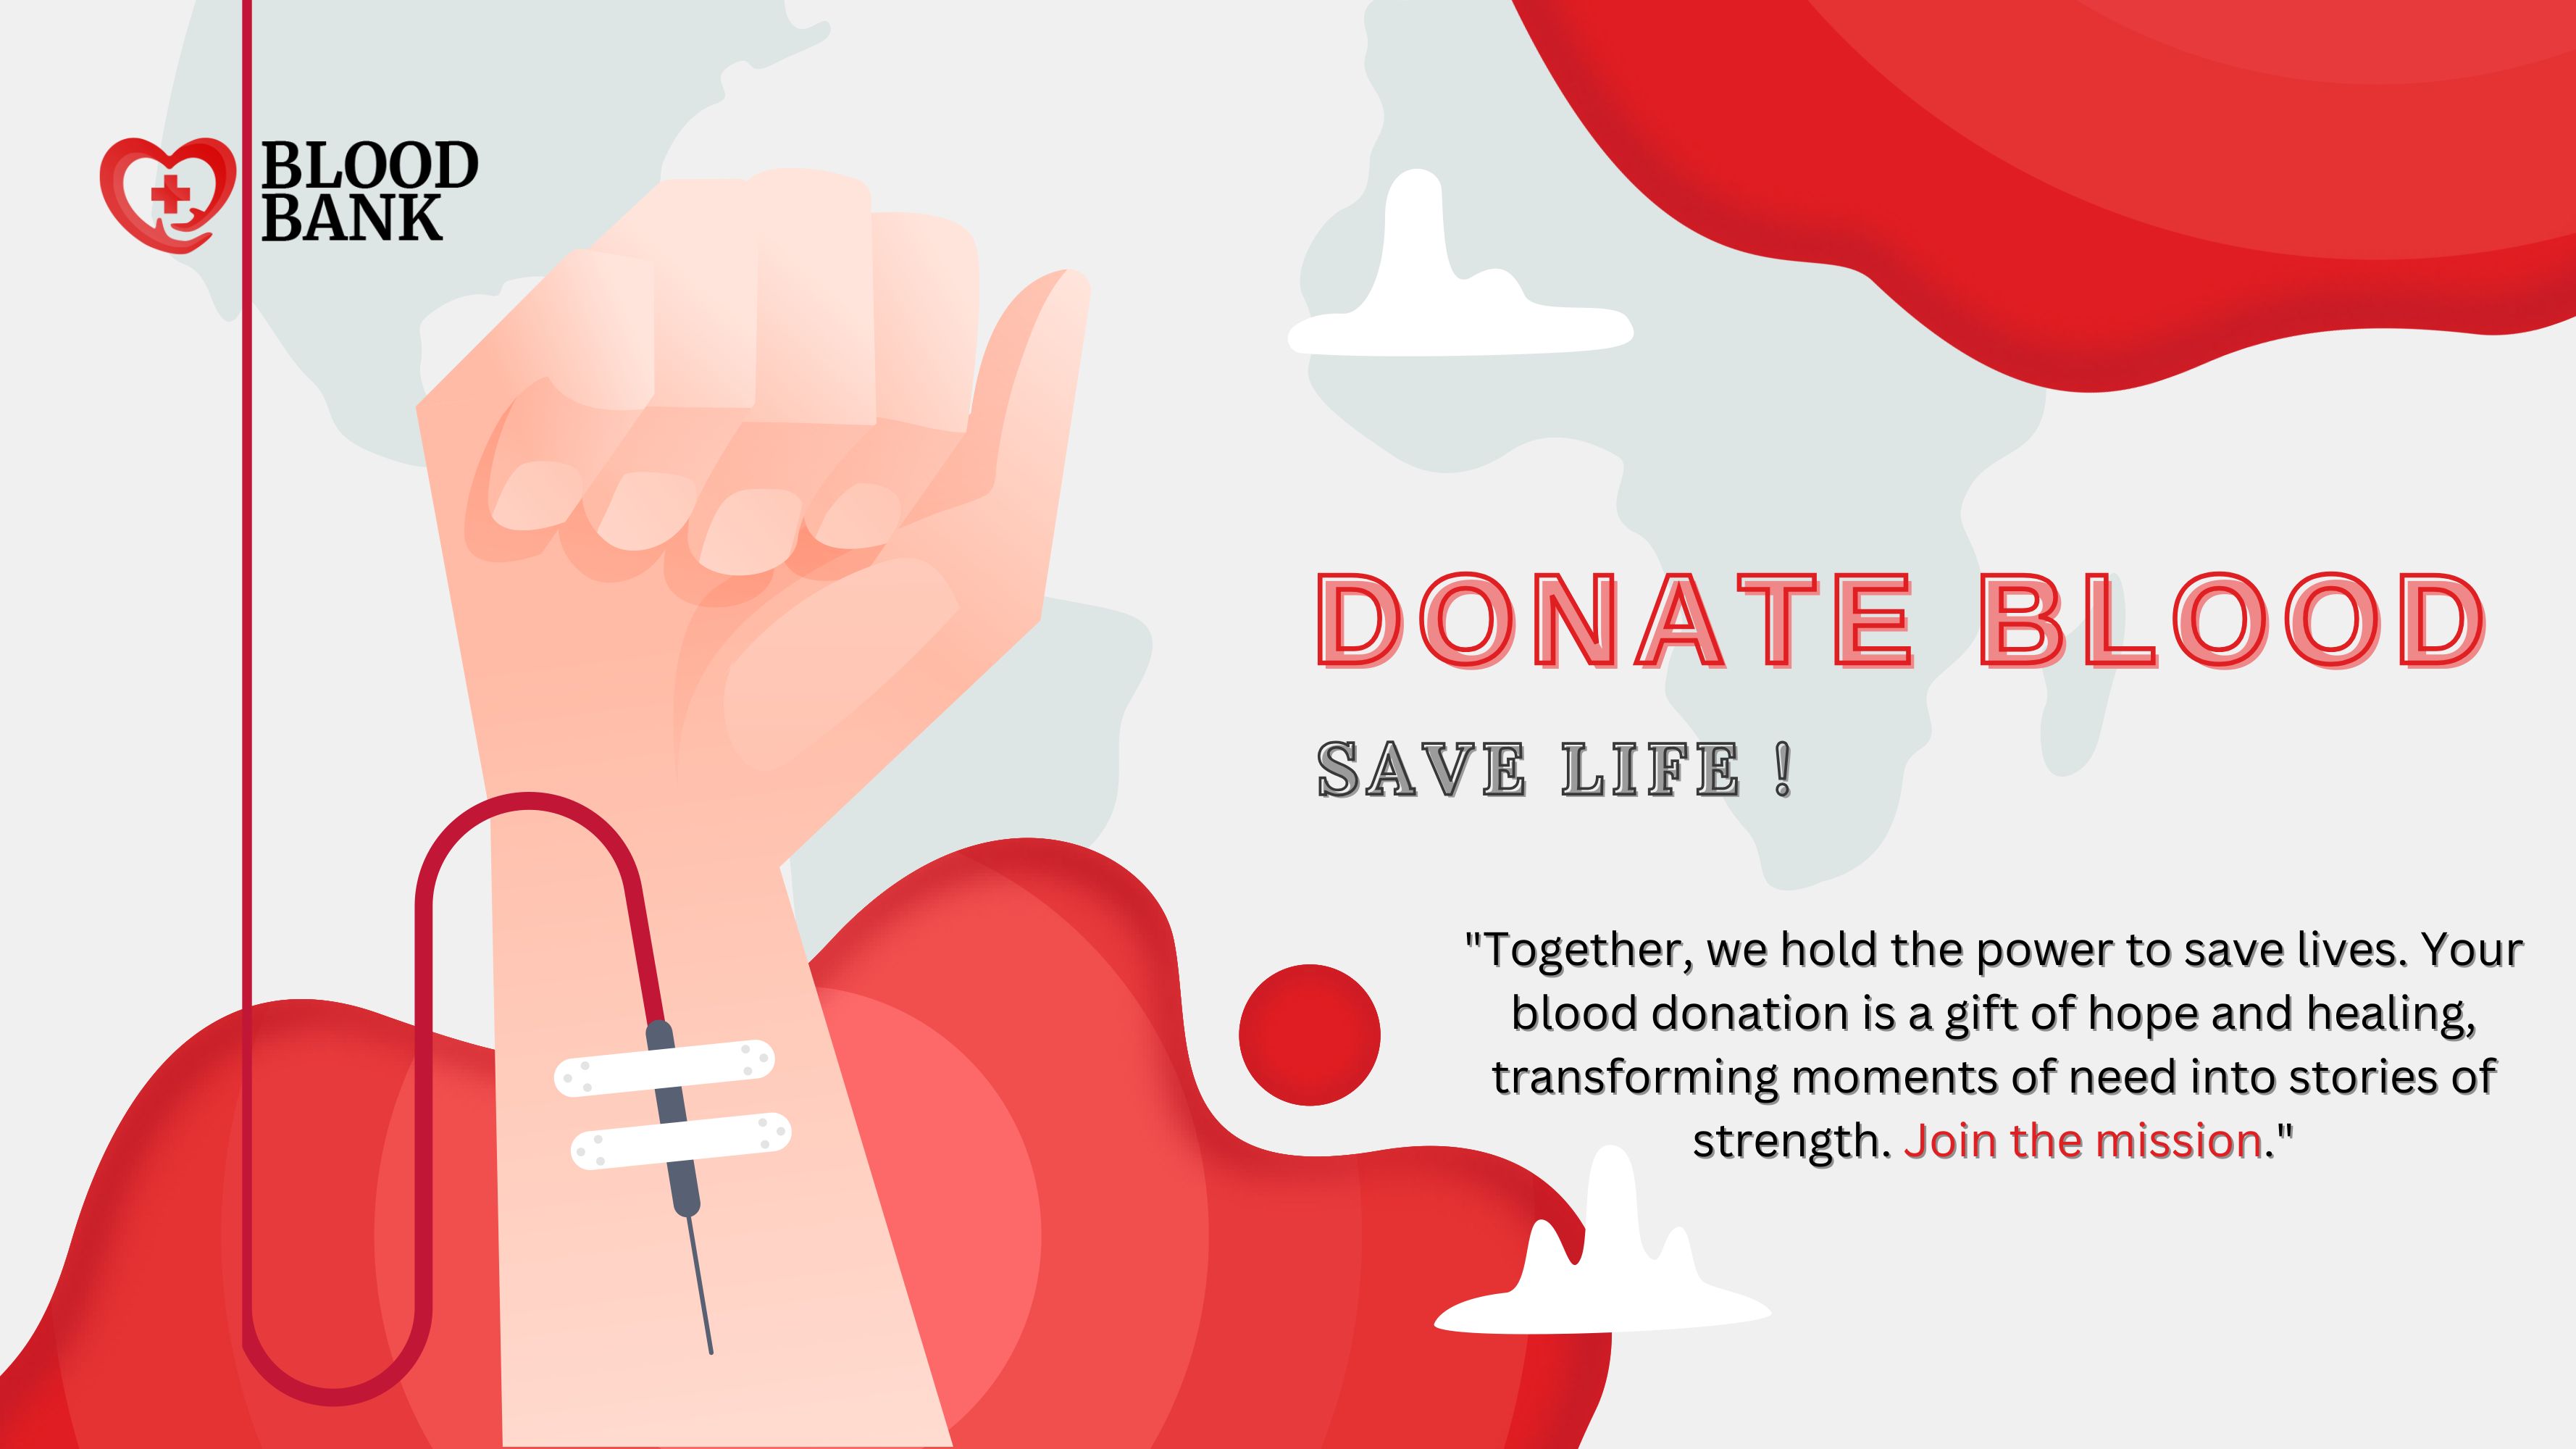 BLOOD
BANK
DONATE BLOOD
SAVE LIFE !
"Together, we hold the power to save lives. Your
blood donation is a gift of hope and healing,
transforming moments of need into stories of
strength. Join the mission."